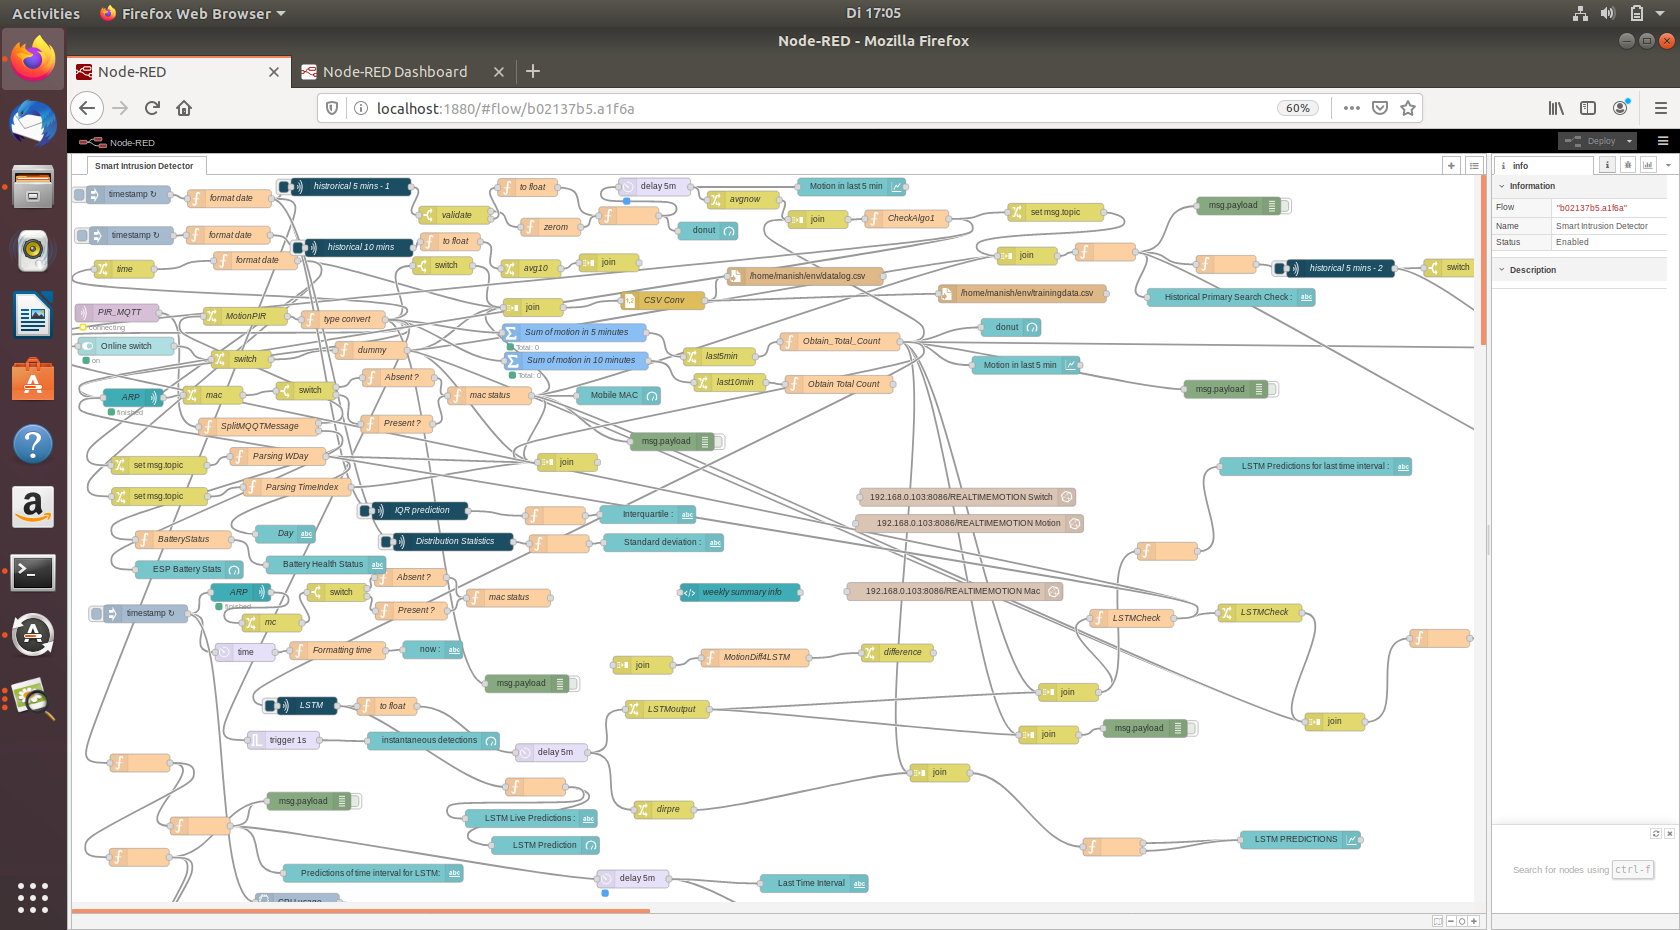 Activities
Firefox Web Browser
Di 17:05
Node-RED - Mozilla Firefox
Node-RED
Node-RED Dashboard
localhost:1880/#flow/b02137b5.a1f6a
60%
Node-RED
Deploy
Smart Intrusion Detector
info
timestamp ↻
format date
histrorical 5 mins - 1
to float
delay 5m
Motion in last 5 min
validate
avgnow
zerom
join
CheckAlgo1
set msg.topic
msg.payload
timestamp ↻
format date
donut
historical 10 mins
to float
time
format date
switch
avg10
join
join
historical 5 mins - 2
switch
/home/manish/env/datalog.csv
PIR_MQTT
connecting
MotionPIR
type convert
join
CSV Conv
/home/manish/env/trainingdata.csv
Historical Primary Search Check :
Online switch
on
switch
dummy
Sum of motion in 5 minutes
Total: 0
Sum of motion in 10 minutes
Total: 0
last5min
Obtain_Total_Count
donut
Motion in last 5 min
last10min
Obtain Total Count
msg.payload
ARP
finished
mac
switch
Absent ?
mac status
Mobile MAC
SplitMQQTMessage
Present ?
msg.payload
set msg.topic
Parsing WDay
join
LSTM Predictions for last time interval :
set msg.topic
Parsing TimeIndex
192.168.0.103:8086/REALTIMEMOTION Switch
IQR prediction
Interquartile :
192.168.0.103:8086/REALTIMEMOTION Motion
BatteryStatus
Day
Distribution Statistics
Standard deviation :
ESP Battery Stats
Battery Health Status
Absent ?
ARP
finished
switch
mac status
weekly summary info
192.168.0.103:8086/REALTIMEMOTION Mac
timestamp ↻
mc
Present ?
LSTMCheck
LSTMCheck
time
Formatting time
now :
join
MotionDiff4LSTM
difference
msg.payload
join
LSTM
to float
LSTMoutput
join
msg.payload
join
trigger 1s
instantaneous detections
delay 5m
join
msg.payload
dirpre
LSTM Live Predictions :
LSTM Prediction
LSTM PREDICTIONS
Predictions of time interval for LSTM:
delay 5m
Last Time Interval
CPU usage
Information
Flow
"b02137b5.a1f6a"
Name
Smart Intrusion Detector
Status
Enabled
Description
Search for nodes using ctrl-f